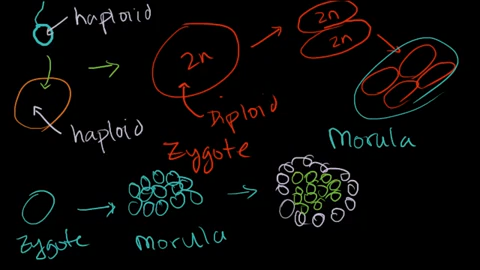 haploid
2n
2n
2n
haploid
Diploid
Zygote
Morula
Zygote
Morula